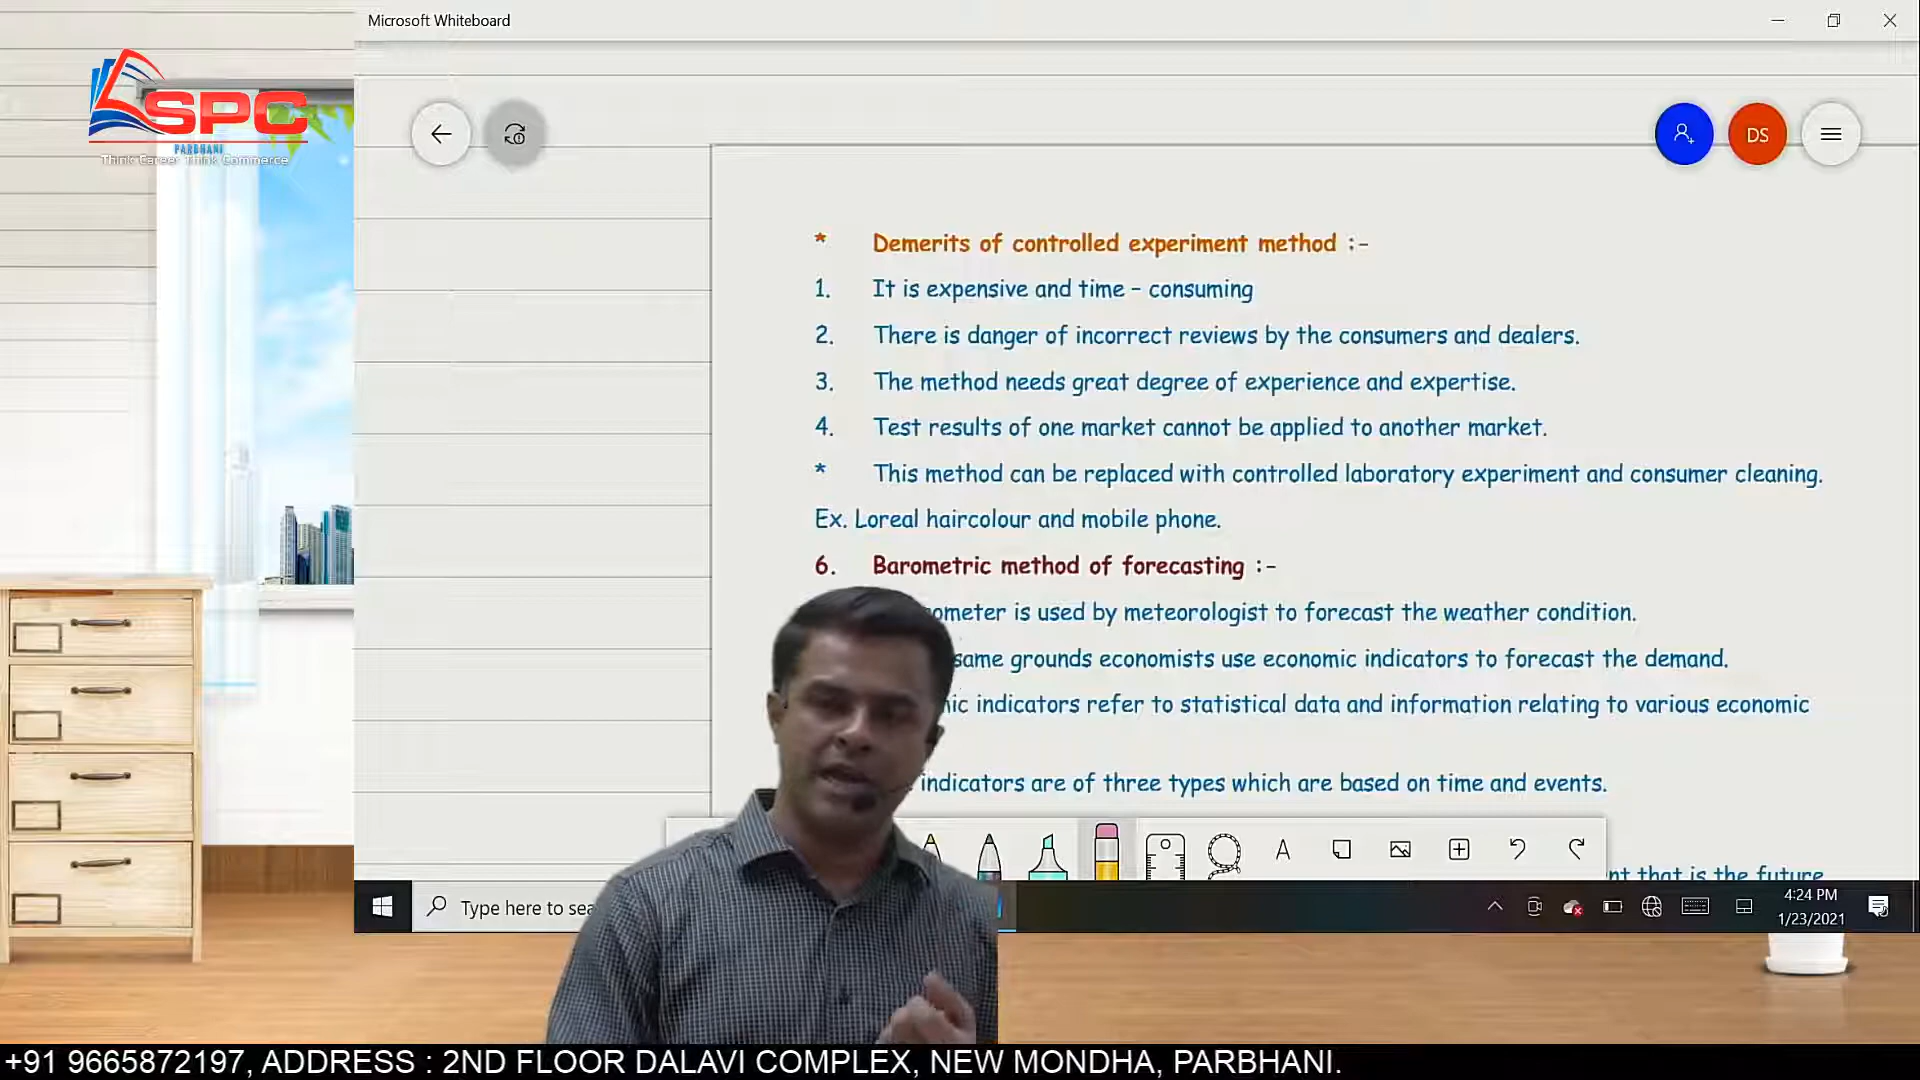 Microsoft Whiteboard
SPC
PARBHANI
Think Career Think Commerce
DS
* Demerits of controlled experiment method :-
1. It is expensive and time - consuming
2. There is danger of incorrect reviews by the consumers and dealers.
3. The method needs great degree of experience and expertise.
4. Test results of one market cannot be applied to another market.
* This method can be replaced with controlled laboratory experiment and consumer cleaning.
Ex. Loreal haircolour and mobile phone.
6. Barometric method of forecasting :-
is used by meteorologist to forecast the weather condition.
same grounds economists use economic indicators to forecast the demand.
indicators refer to statistical data and information relating to various economic
indicators are of three types which are based on time and events.
that is the future
Type here to
4:24 PM
1/23/2021
+91 9665872197, ADDRESS : 2ND FLOOR DALAVI COMPLEX, NEW MONDHA, PARBHANI.